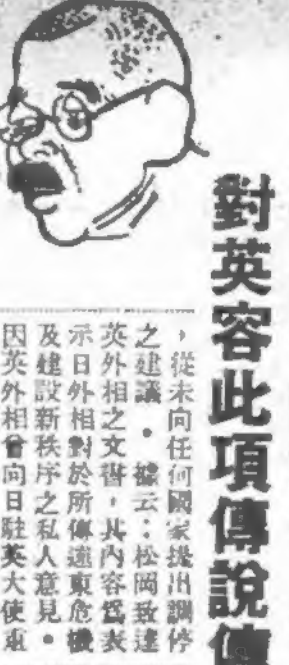 對英容此項傳說
，從未向任何國家提出調停
之建議。據云：松岡致達
英外相之文書，其內容爲表
示日外相對於所傳遠東危機
及建設新秩序之私人意見。
因英外相曾向日駐英大使重